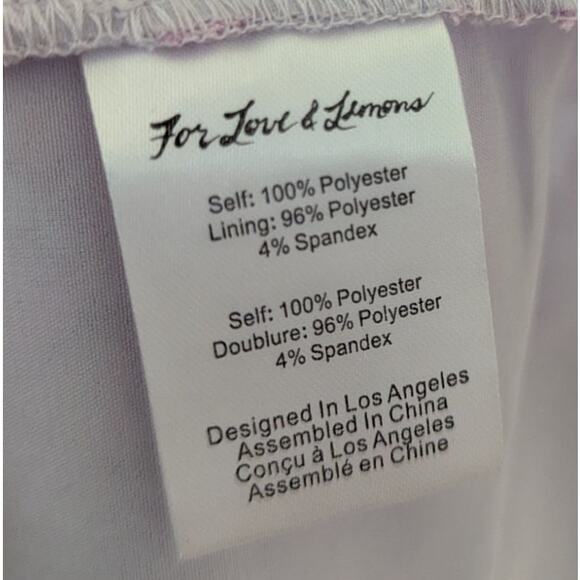 For Love & Lemons
Self: 100% Polyester
Lining: 96% Polyester
4% Spandex
Self: 100% Polyester
Doublure: 96% Polyester
4% Spandex
Designed In Los Angeles
Assembled In China
Conçu à Los Angeles
Assemblé en Chine